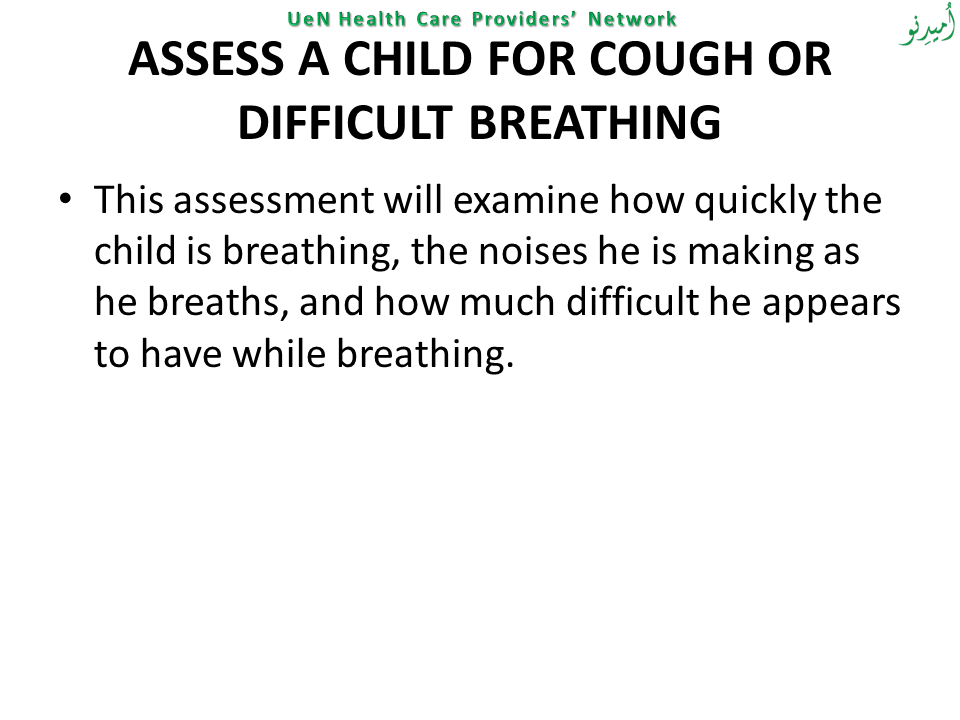 UeN Health Care Providers’ Network
أُميدِنو
ASSESS A CHILD FOR COUGH OR
DIFFICULT BREATHING
• This assessment will examine how quickly the
child is breathing, the noises he is making as
he breaths, and how much difficult he appears
to have while breathing.